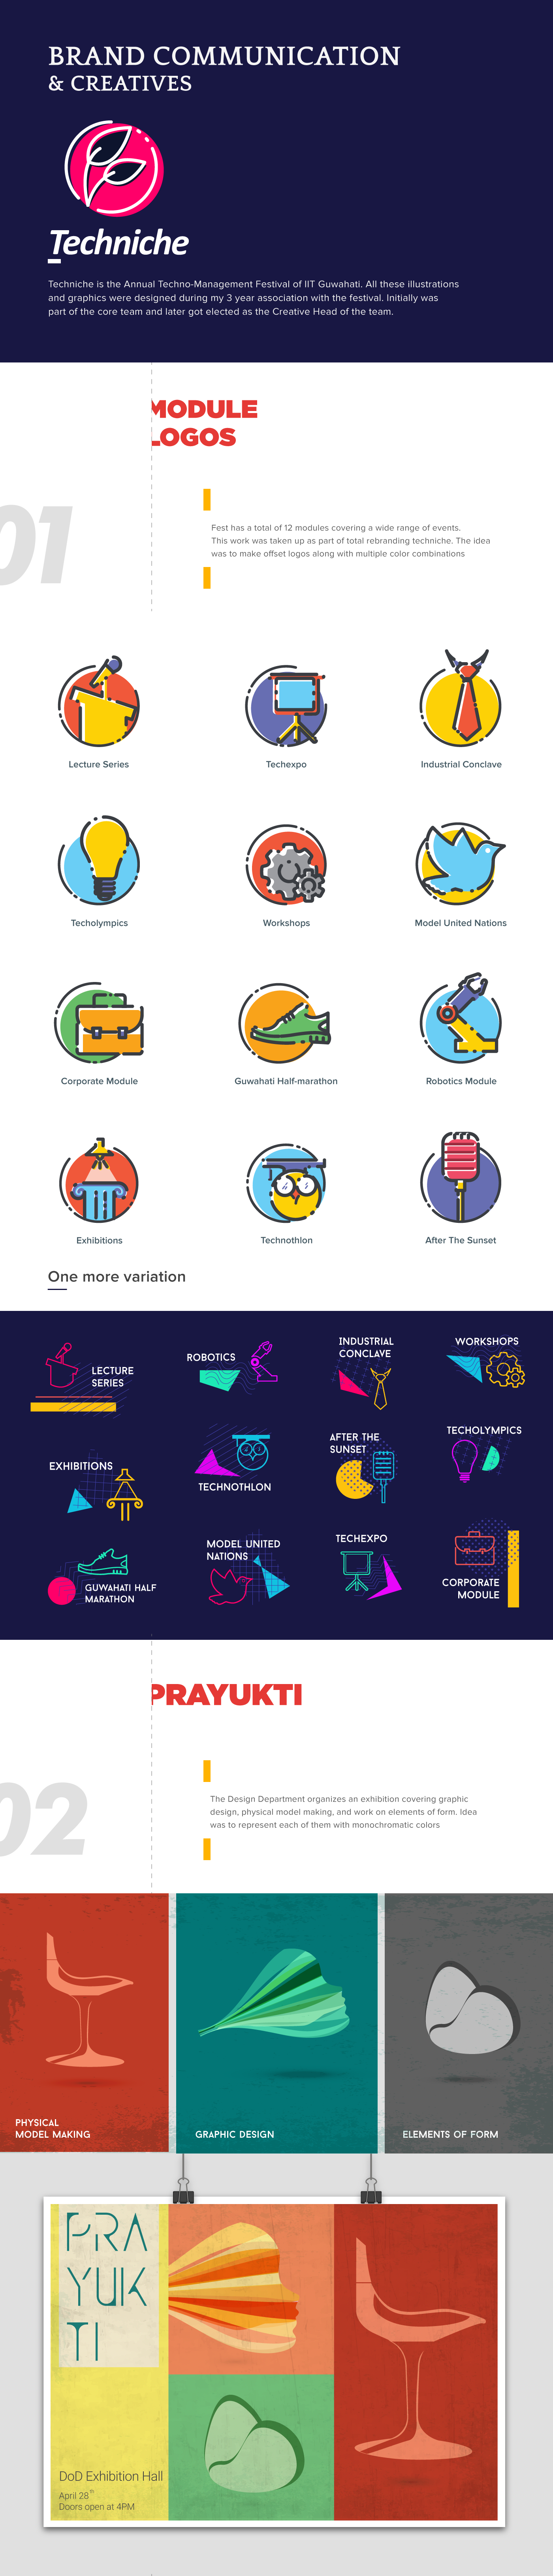 BRAND COMMUNICATION
& CREATIVES
Techniche
Techniche is the Annual Techno-Management Festival of IIT Guwahati. All these illustrations
and graphics were designed during my 3 year association with the festival. Initially was
part of the core team and later got elected as the Creative Head of the team.
MODULE
LOGOS
01
Fest has a total of 12 modules covering a wide range of events.
This work was taken up as part of total rebranding techniche. The idea
was to make offset logos along with multiple color combinations
Lecture Series
Techexpo
Industrial Conclave
Techolympics
Workshops
Model United Nations
Corporate Module
Guwahati Half-marathon
Robotics Module
Exhibitions
Technothlon
After The Sunset
One more variation
LECTURE
SERIES
ROBOTICS
INDUSTRIAL
CONCLAVE
WORKSHOPS
EXHIBITIONS
TECHNOTHLON
AFTER THE
SUNSET
TECHOLYMPICS
GUWAHATI HALF
MARATHON
MODEL UNITED
NATIONS
TECHEXPO
CORPORATE
MODULE
PRAYUKTI
02
The Design Department organizes an exhibition covering graphic
design, physical model making, and work on elements of form. Idea
was to represent each of them with monochromatic colors
PHYSICAL
MODEL MAKING
GRAPHIC DESIGN
ELEMENTS OF FORM
PRA
YUK
TI
DoD Exhibition Hall
April 28th
Doors open at 4PM